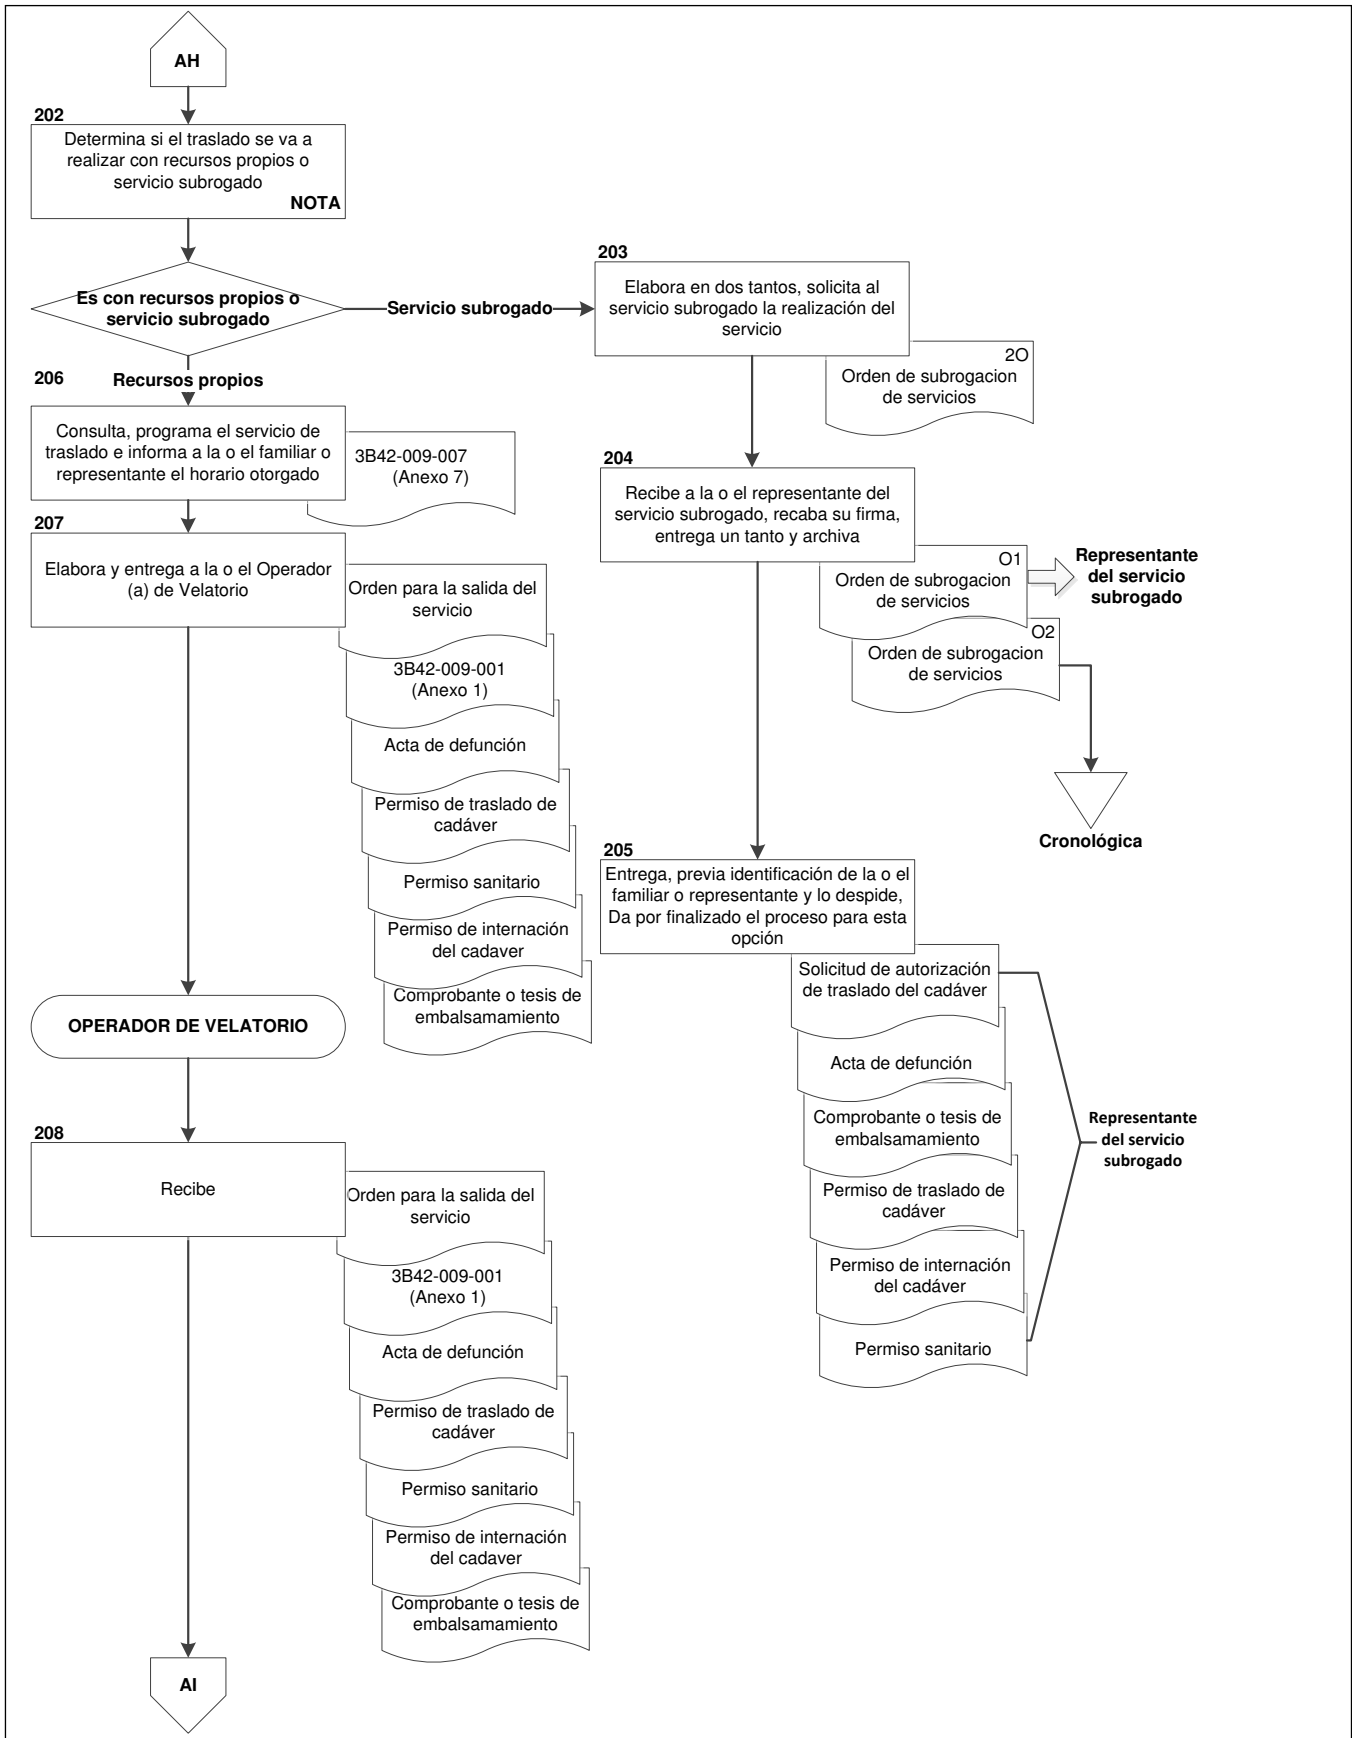 AH
202
Determina si el traslado se va a
realizar con recursos propios o
servicio subrogado
NOTA
Es con recursos propios o
servicio subrogado
Servicio subrogado
203
Elabora en dos tantos, solicita al
servicio subrogado la realización del
servicio
2O
Orden de subrogacion
de servicios
206
Recursos propios
Consulta, programa el servicio de
traslado e informa a la o el familiar o
representante el horario otorgado
3B42-009-007
(Anexo 7)
204
Recibe a la o el representante del
servicio subrogado, recaba su firma,
entrega un tanto y archiva
O1
Orden de subrogacion
de servicios
Representante
del servicio
subrogado
O2
Orden de subrogacion
de servicios
Cronológica
207
Elabora y entrega a la o el Operador
(a) de Velatorio
Orden para la salida del
servicio
3B42-009-001
(Anexo 1)
Acta de defunción
Permiso de traslado de
cadáver
Permiso sanitario
Permiso de internación
del cadaver
Comprobante o tesis de
embalsamamiento
205
Entrega, previa identificación de la o el
familiar o representante y lo despide,
Da por finalizado el proceso para esta
opción
Solicitud de autorización
de traslado del cadáver
Acta de defunción
Comprobante o tesis de
embalsamamiento
Permiso de traslado de
cadáver
Permiso de internación
del cadáver
Permiso sanitario
Representante
del servicio
subrogado
OPERADOR DE VELATORIO
208
Recibe
Orden para la salida del
servicio
3B42-009-001
(Anexo 1)
Acta de defunción
Permiso de traslado de
cadáver
Permiso sanitario
Permiso de internación
del cadaver
Comprobante o tesis de
embalsamamiento
AI